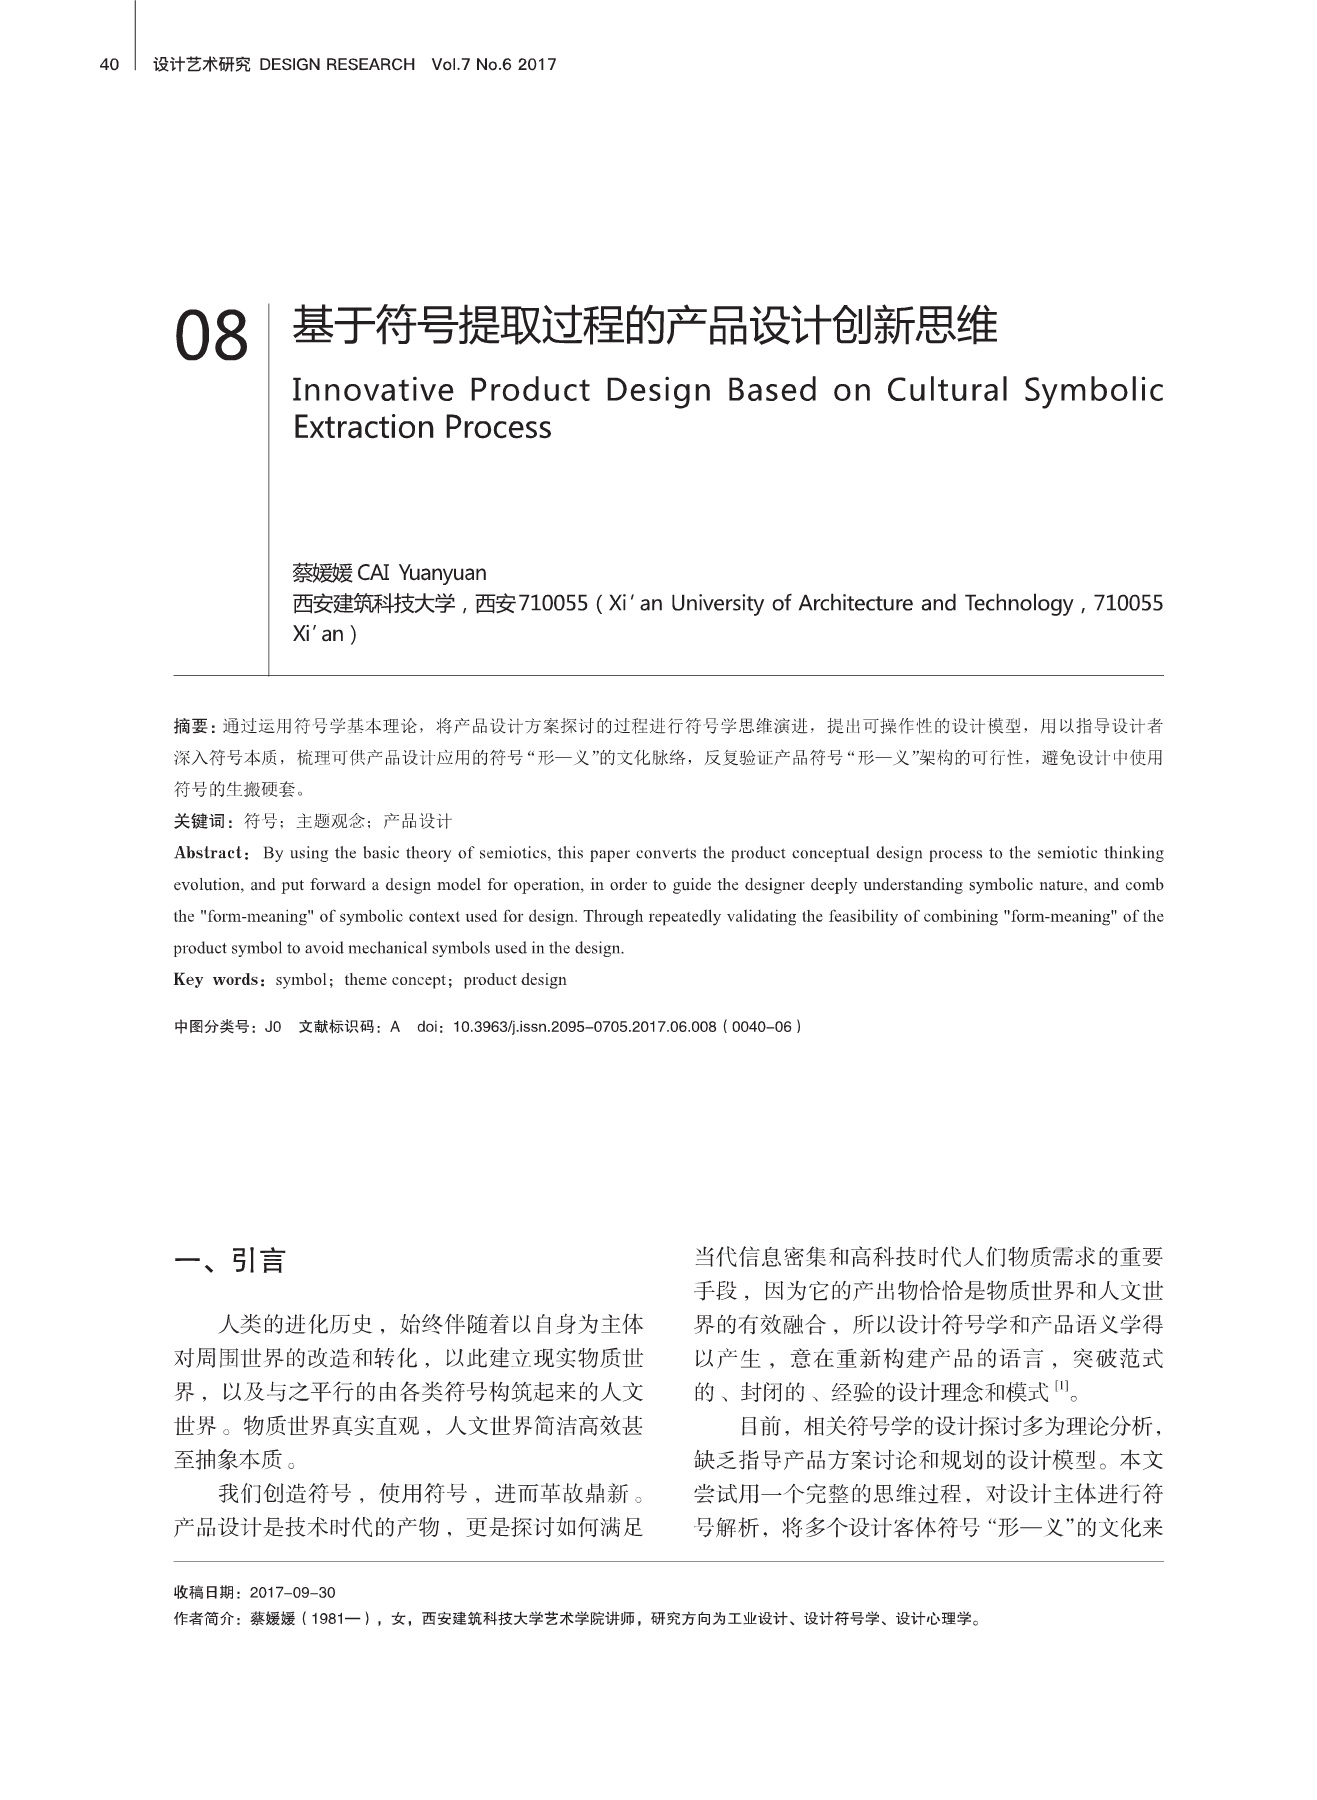 40 设计艺术研究 DESIGN RESEARCH Vol.7 No.6 2017
08
基于符号提取过程的产品设计创新思维
Innovative Product Design Based on Cultural Symbolic
Extraction Process
蔡媛媛 CAI Yuanyuan
西安建筑科技大学，西安710055（Xi’an University of Architecture and Technology，710055
Xi’an）
摘要：通过运用符号学基本理论，将产品设计方案探讨的过程进行符号学思维演进，提出可操作性的设计模型，用以指导设计者
深入符号本质，梳理可供产品设计应用的符号“形—义”的文化脉络，反复验证产品符号“形—义”架构的可行性，避免设计中使用
符号的生搬硬套。
关键词：符号；主题观念；产品设计
Abstract：By using the basic theory of semiotics, this paper converts the product conceptual design process to the semiotic thinking
evolution, and put forward a design model for operation, in order to guide the designer deeply understanding symbolic nature, and comb
the "form-meaning" of symbolic context used for design. Through repeatedly validating the feasibility of combining "form-meaning" of the
product symbol to avoid mechanical symbols used in the design.
Key words：symbol；theme concept；product design
中图分类号：J0 文献标识码：A doi：10.3963/j.issn.2095-0705.2017.06.008（0040-06）
一、引言
人类的进化历史，始终伴随着以自身为主体
对周围世界的改造和转化，以此建立现实物质世
界，以及与之平行的由各类符号构筑起来的人文
世界。物质世界真实直观，人文世界简洁高效甚
至抽象本质。
我们创造符号，使用符号，进而革故鼎新。
产品设计是技术时代的产物，更是探讨如何满足
当代信息密集和高科技时代人们物质需求的重要
手段，因为它的产出物恰恰是物质世界和人文世
界的有效融合，所以设计符号学和产品语义学得
以产生，意在重新构建产品的语言，突破范式
的、封闭的、经验的设计理念和模式[1]。
目前，相关符号学的设计探讨多为理论分析，
缺乏指导产品方案讨论和规划的设计模型。本文
尝试用一个完整的思维过程，对设计主体进行符
号解析，将多个设计客体符号“形—义”的文化来
收稿日期：2017-09-30
作者简介：蔡媛媛（1981—），女，西安建筑科技大学艺术学院讲师，研究方向为工业设计、设计符号学、设计心理学。